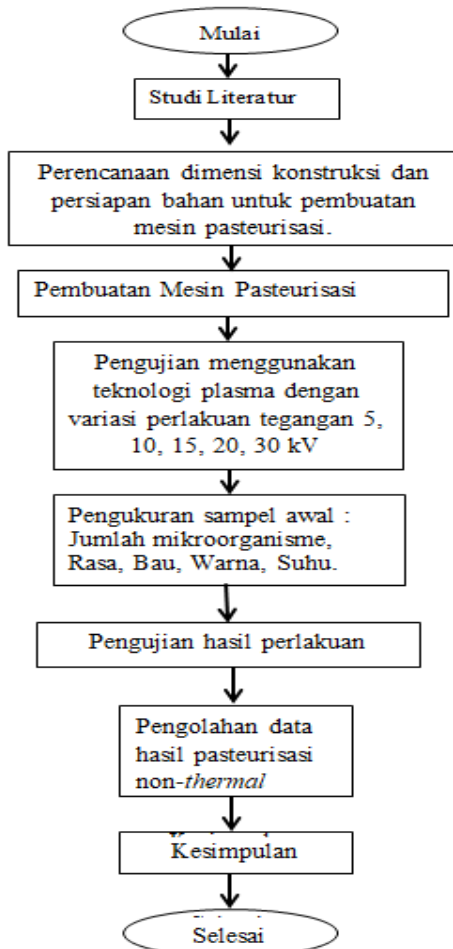 Mulai
Studi Literatur
Perencanaan dimensi konstruksi dan
persiapan bahan untuk pembuatan
mesin pasteurisasi.
Pembuatan Mesin Pasteurisasi
Pengujian menggunakan
teknologi plasma dengan
variasi perlakuan tegangan 5,
10, 15, 20, 30 kV
Pengukuran sampel awal :
Jumlah mikroorganisme,
Rasa, Bau, Warna, Suhu.
Pengujian hasil perlakuan
Pengolahan data
hasil pasteurisasi
non-thermal
Kesimpulan
Selesai